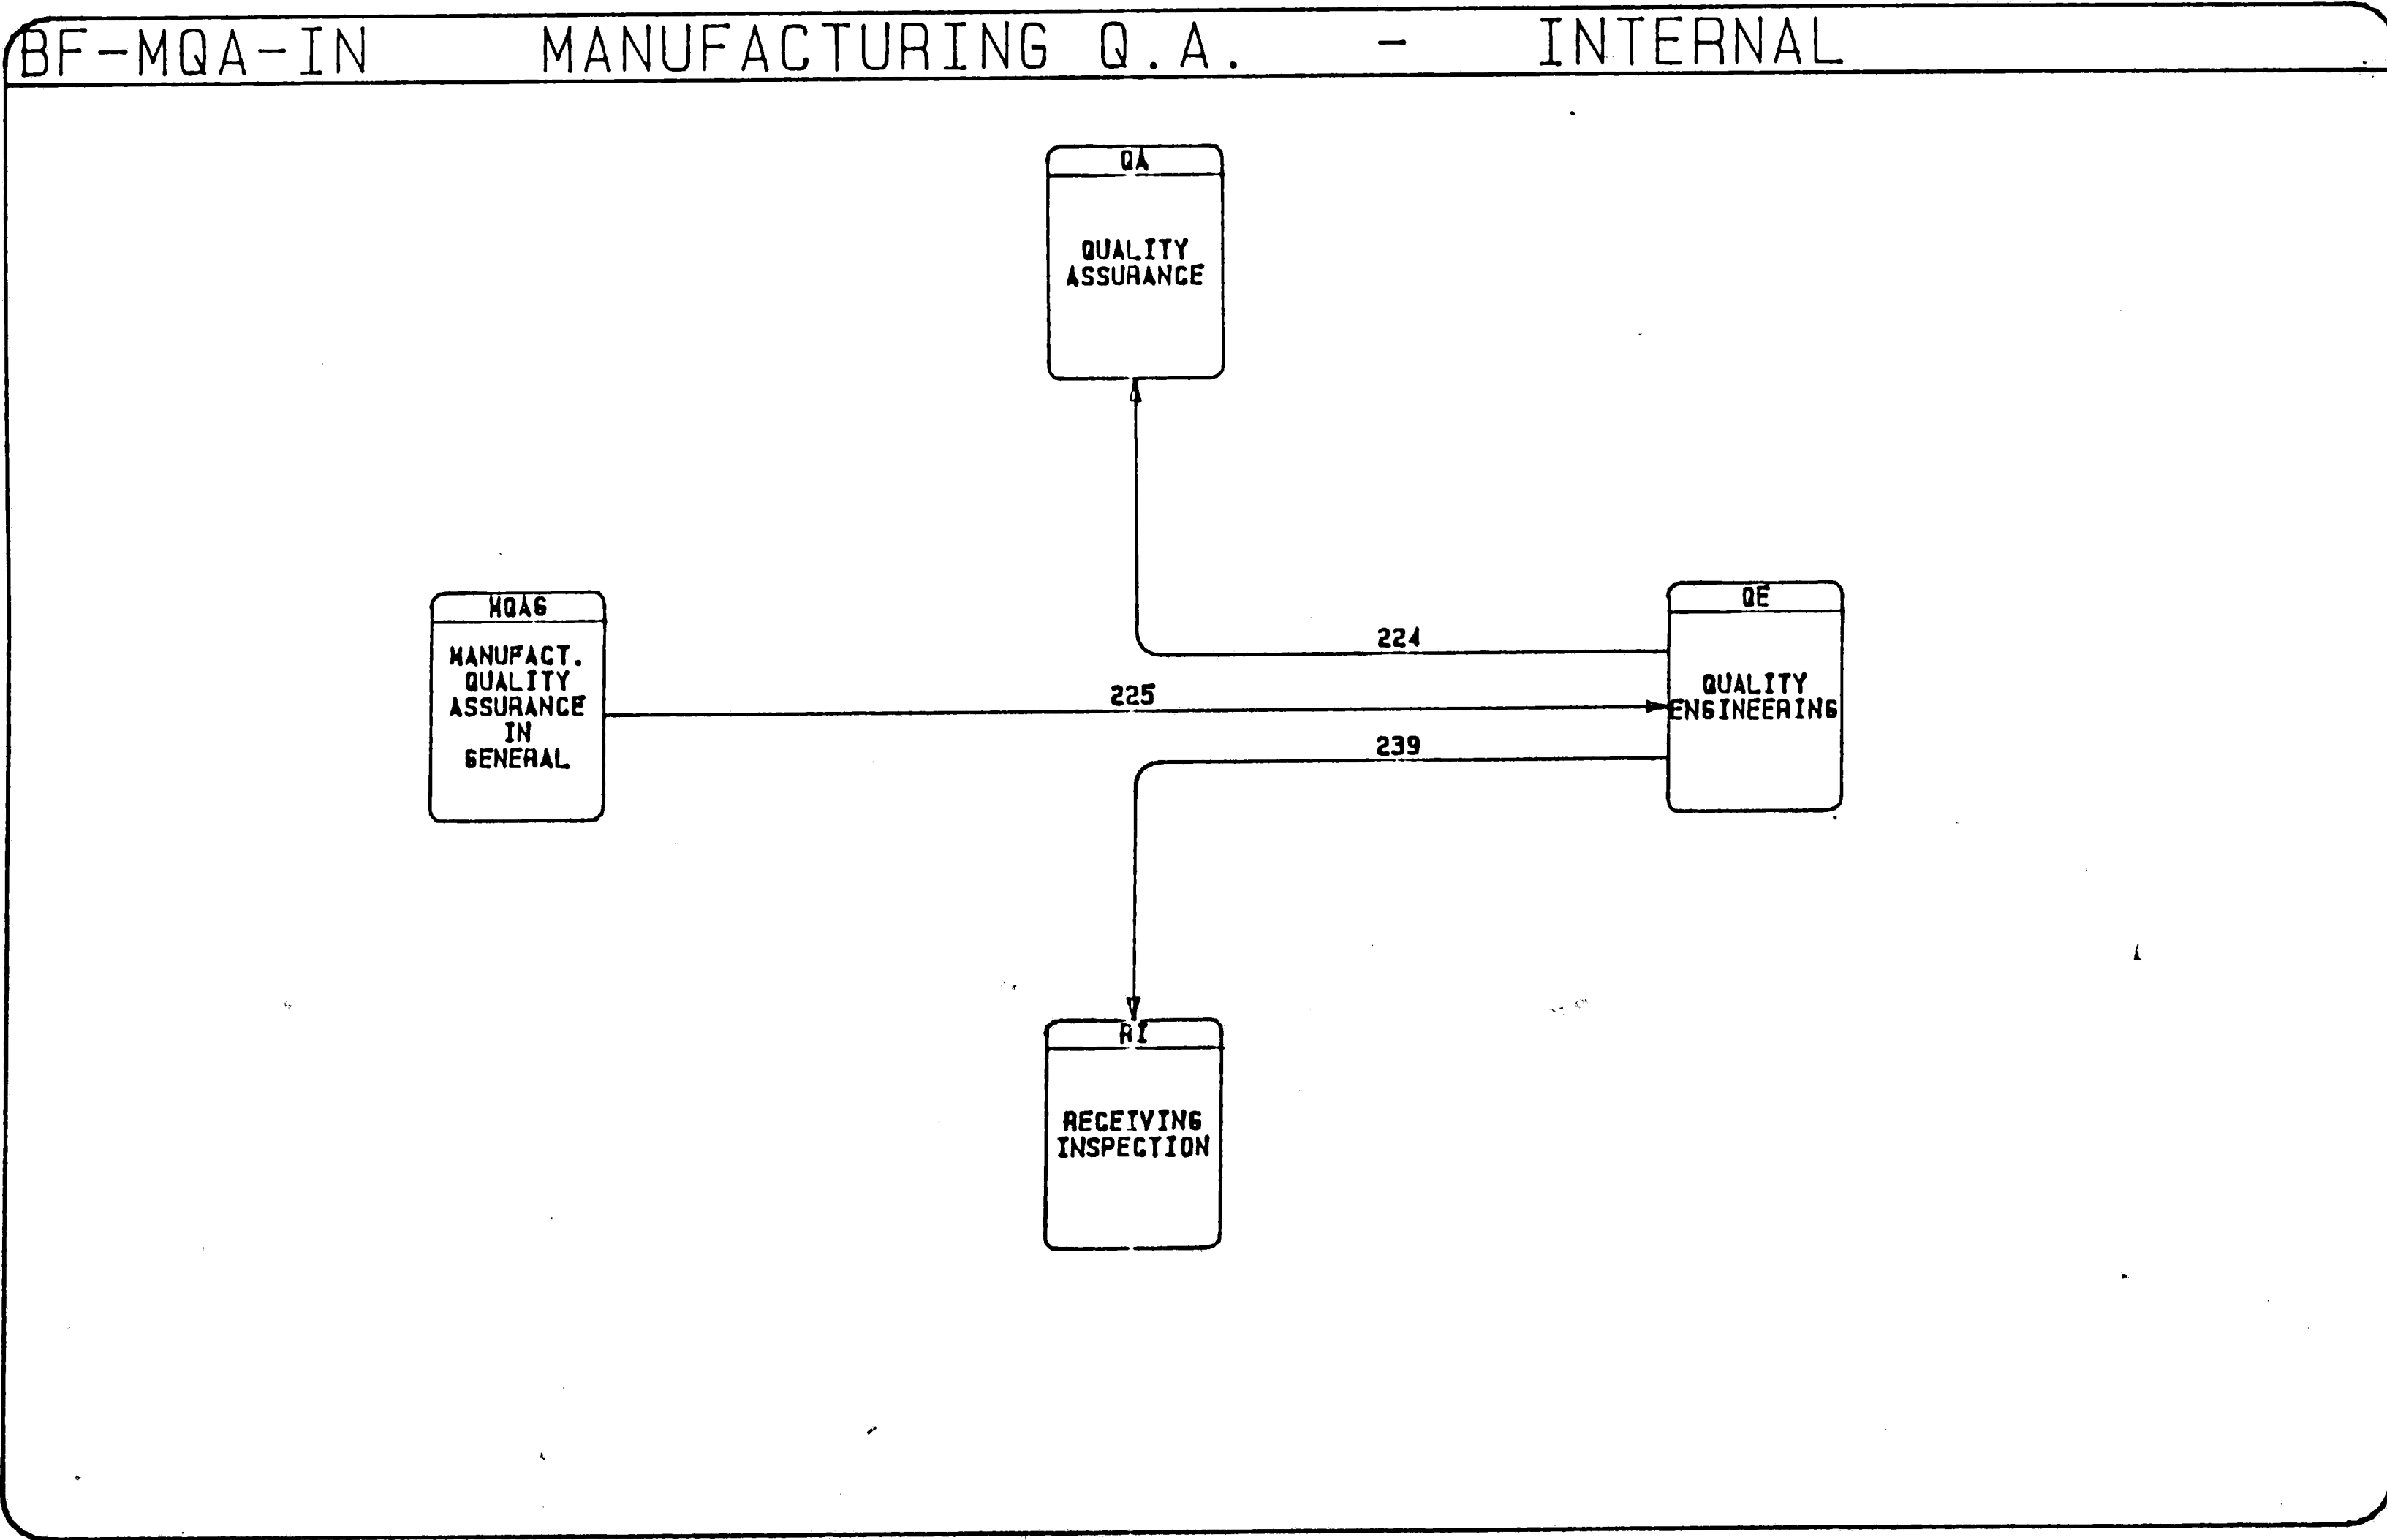 BF-MQA-IN MANUFACTURING Q.A. - INTERNAL
QA
QUALITY
ASSURANCE
MQAG
MANUFACT.
QUALITY
ASSURANCE
IN
GENERAL
224
225
239
QE
QUALITY
ENGINEERING
RI
RECEIVING
INSPECTION